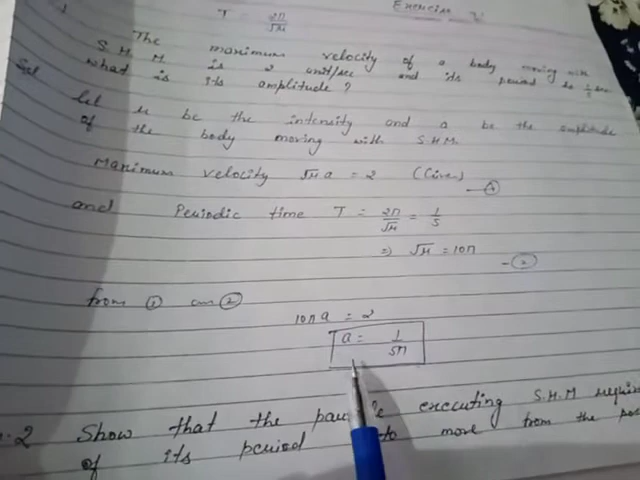 Exercise
1 T = 2π/√μ
The maximum velocity of a body moving with
S.H.M is 2 unit/sec and its period is 1/5 sec
what is its amplitude ?
Sol let μ be the intensity and a be the amplitude
of the body moving with S.H.M.
Maximum velocity √μ a = 2 (Given) —①
and Periodic time T = 2π/√μ = 1/5
=> √μ = 10π —②
from ① an ②
10π a = 2
a = 1/5π
.2 Show that the executing S.H.M
of its period to move from the